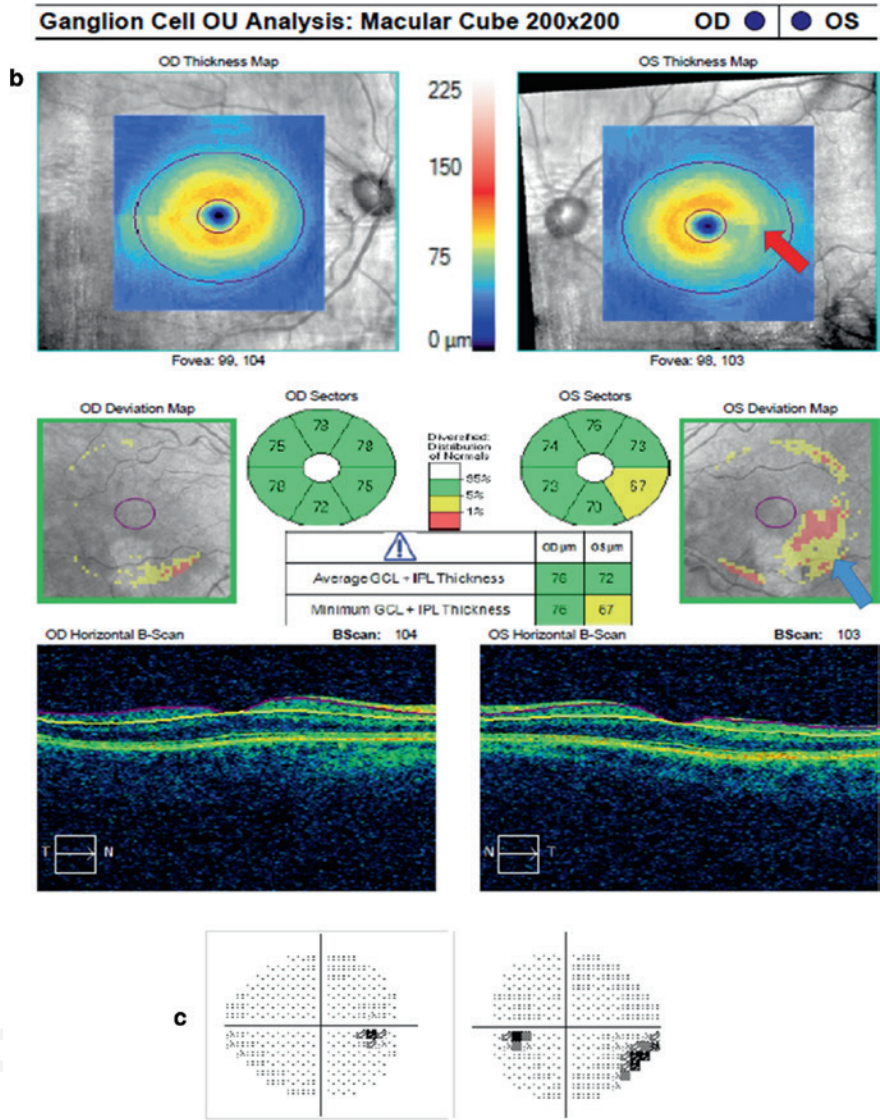 Ganglion Cell OU Analysis: Macular Cube 200x200 OD OS
b
OD Thickness Map
OS Thickness Map
225
150
75
0 µm
Fovea: 99, 104
Fovea: 98, 103
OD Deviation Map
OD Sectors
OS Sectors
OS Deviation Map
73
75 78
78 75
72
Diversified:
Distribution
of Normals
95%
5%
1%
76
74 73
73 67
70
OD µm OS µm
Average GCL + IPL Thickness 76 72
Minimum GCL + IPL Thickness 76 67
OD Horizontal B-Scan BScan: 104
OS Horizontal B-Scan BScan: 103
T N
N T
c